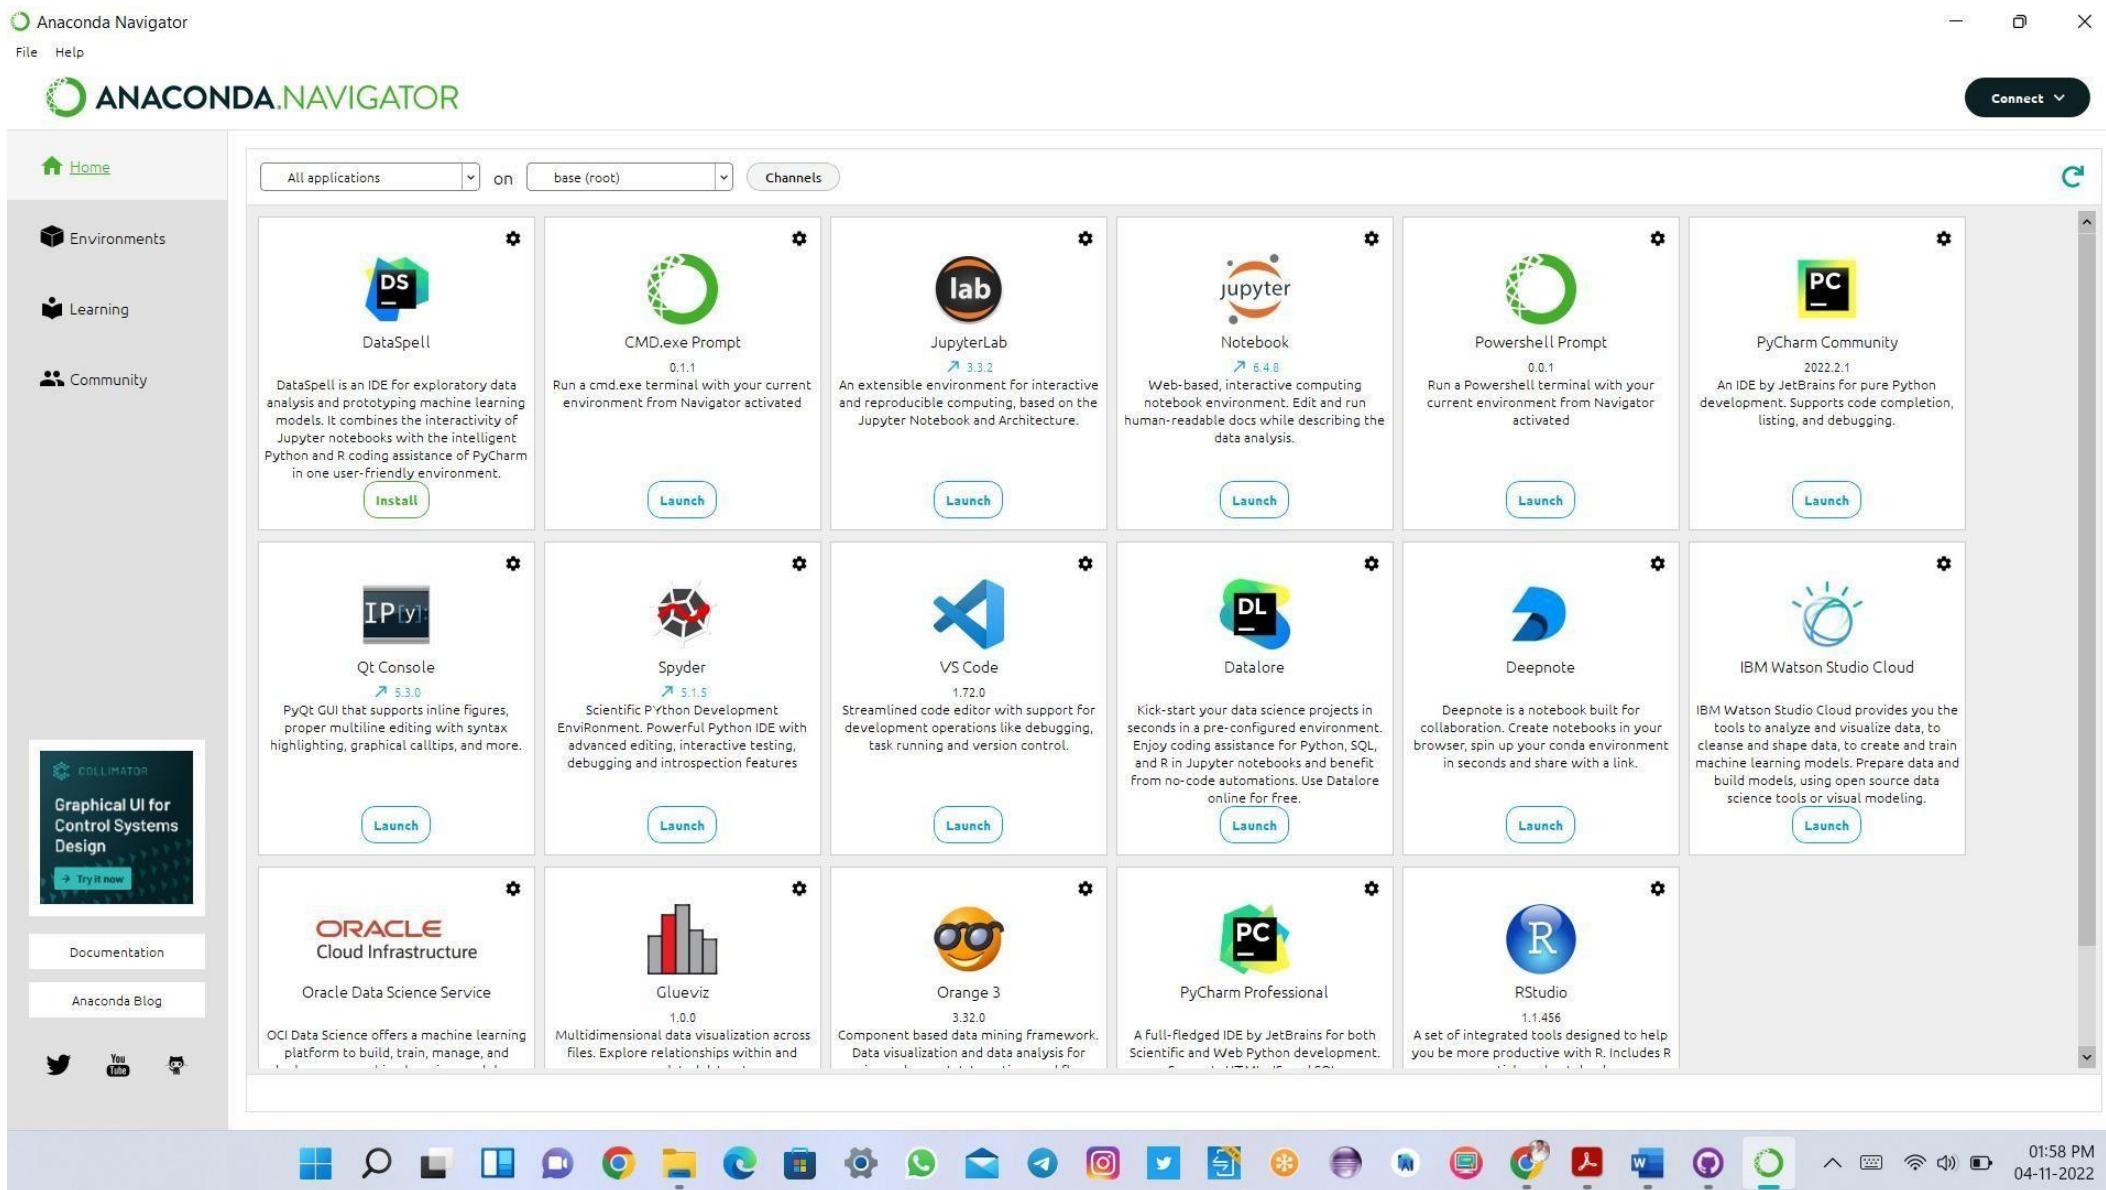 Anaconda Navigator
File Help
ANACONDA.NAVIGATOR
Connect
Home
Environments
Learning
Community
All applications on base (root) Channels
DS
DataSpell
DataSpell is an IDE for exploratory data
analysis and prototyping machine learning
models. It combines the interactivity of
Jupyter notebooks with the intelligent
Python and R coding assistance of PyCharm
in one user-friendly environment.
Install
CMD.exe Prompt
0.1.1
Run a cmd.exe terminal with your current
environment from Navigator activated
Launch
lab
JupyterLab
3.3.2
An extensible environment for interactive
and reproducible computing, based on the
Jupyter Notebook and Architecture.
Launch
jupyter
Notebook
6.4.8
Web-based, interactive computing
notebook environment. Edit and run
human-readable docs while describing the
data analysis.
Launch
Powershell Prompt
0.0.1
Run a Powershell terminal with your
current environment from Navigator
activated
Launch
PC
PyCharm Community
2022.2.1
An IDE by JetBrains for pure Python
development. Supports code completion,
listing, and debugging.
Launch
IP[y]:
Qt Console
5.3.0
PyQt GUI that supports inline figures,
proper multiline editing with syntax
highlighting, graphical calltips, and more.
Launch
Spyder
5.1.5
Scientific PYthon Development
EnviRonment. Powerful Python IDE with
advanced editing, interactive testing,
debugging and introspection features
Launch
VS Code
1.72.0
Streamlined code editor with support for
development operations like debugging,
task running and version control.
Launch
DL
Datalore
Kick-start your data science projects in
seconds in a pre-configured environment.
Enjoy coding assistance for Python, SQL,
and R in Jupyter notebooks and benefit
from no-code automations. Use Datalore
online for free.
Launch
Deepnote
Deepnote is a notebook built for
collaboration. Create notebooks in your
browser, spin up your conda environment
in seconds and share with a link.
Launch
IBM Watson Studio Cloud
IBM Watson Studio Cloud provides you the
tools to analyze and visualize data, to
cleanse and shape data, to create and train
machine learning models. Prepare data and
build models, using open source data
science tools or visual modeling.
Launch
ORACLE
Cloud Infrastructure
Oracle Data Science Service
OCI Data Science offers a machine learning
platform to build, train, manage, and
Glueviz
1.0.0
Multidimensional data visualization across
files. Explore relationships within and
Orange 3
3.32.0
Component based data mining framework.
Data visualization and data analysis for
PC
PyCharm Professional
A full-fledged IDE by JetBrains for both
Scientific and Web Python development.
R
RStudio
1.1.456
A set of integrated tools designed to help
you be more productive with R. Includes R
COLLIMATOR
Graphical UI for
Control Systems
Design
Try it now
Documentation
Anaconda Blog
You
Tube
01:58 PM
04-11-2022